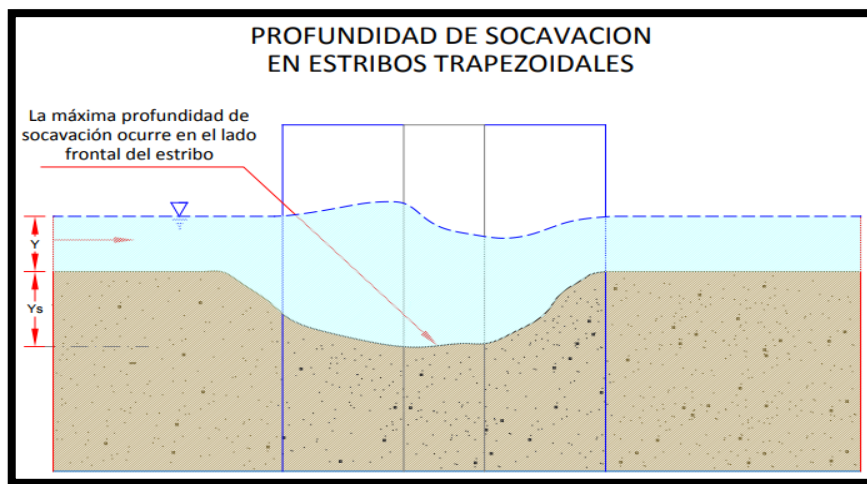 PROFUNDIDAD DE SOCAVACION
EN ESTRIBOS TRAPEZOIDALES
La máxima profundidad de
socavación ocurre en el lado
frontal del estribo
Y
Ys